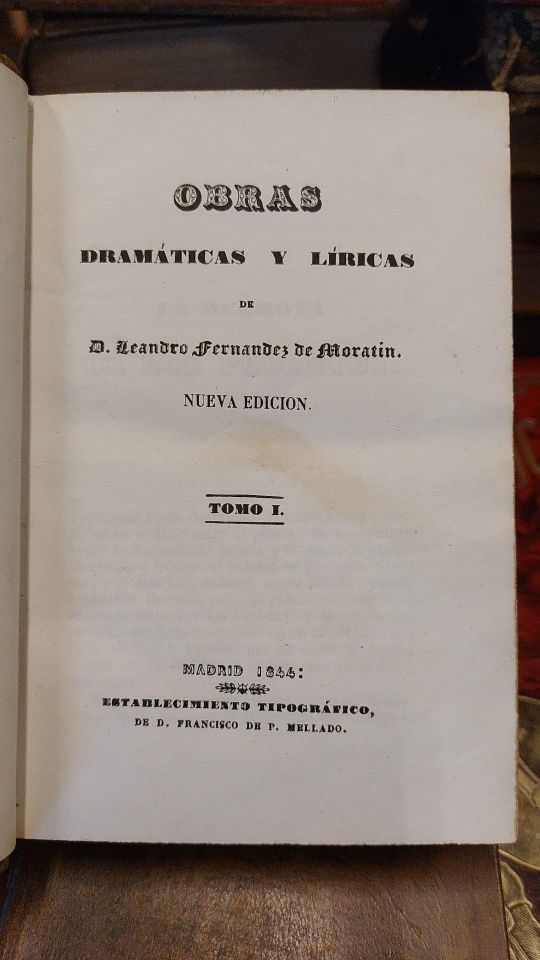 OBRAS
DRAMÁTICAS Y LÍRICAS
DE
D. Leandro Fernandez de Moratin.
NUEVA EDICION.
TOMO I.
MADRID 1844:
ESTABLECIMIENTO TIPOGRÁFICO,
DE D. FRANCISCO DE P. MELLADO.